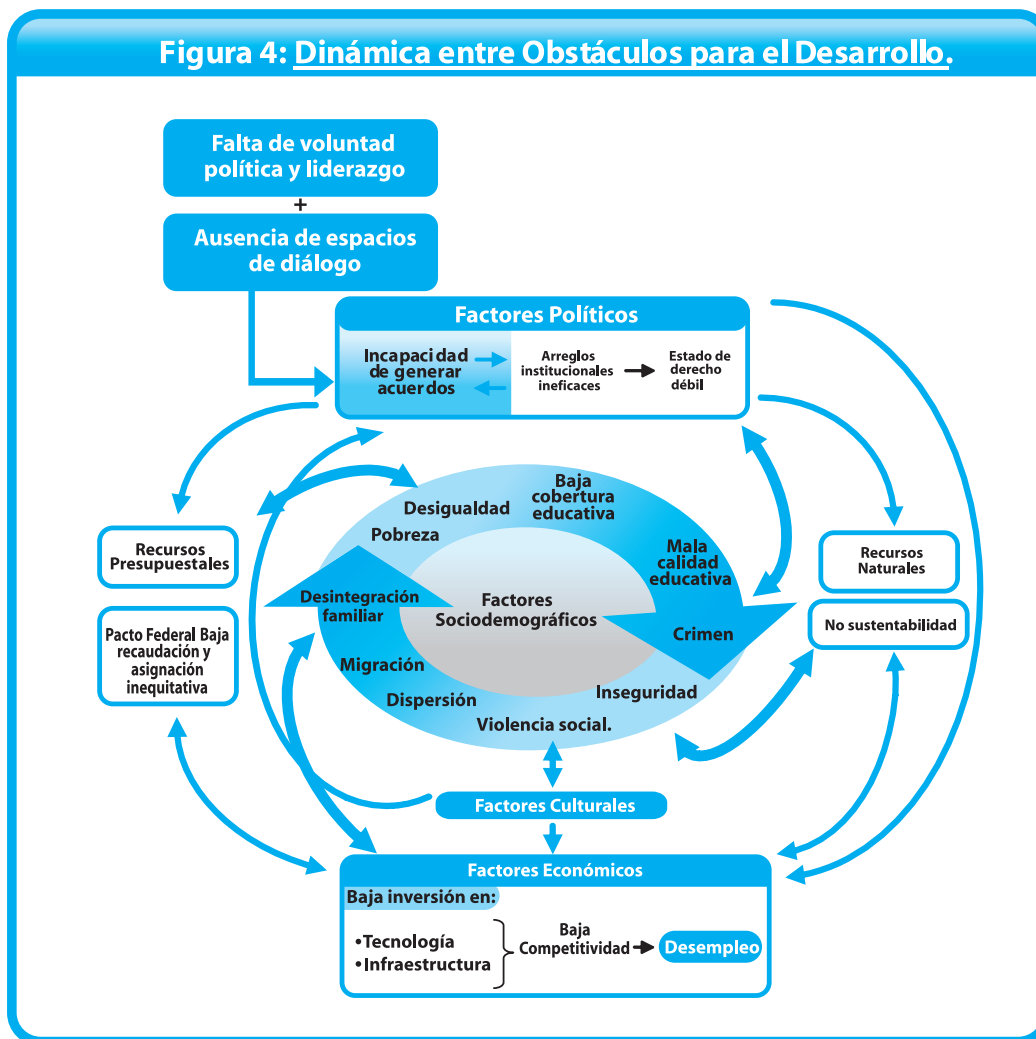 Figura 4: Dinámica entre Obstáculos para el Desarrollo.
Falta de voluntad
política y liderazgo
+
Ausencia de espacios
de diálogo
Factores Políticos
Incapacidad
de generar
acuerdos
Arreglos
institucionales
ineficaces
Estado de
derecho
débil
Recursos
Presupuestales
Pacto Federal Baja
recaudación y
asignación
inequitativa
Desigualdad
Pobreza
Desintegración
familiar
Migración
Dispersión
Violencia social.
Baja
cobertura
educativa
Mala
calidad
educativa
Crimen
Inseguridad
Factores
Sociodemográficos
Recursos
Naturales
No sustentabilidad
Factores Culturales
Factores Económicos
Baja inversión en:
•Tecnología
•Infraestructura
Baja
Competitividad
Desempleo